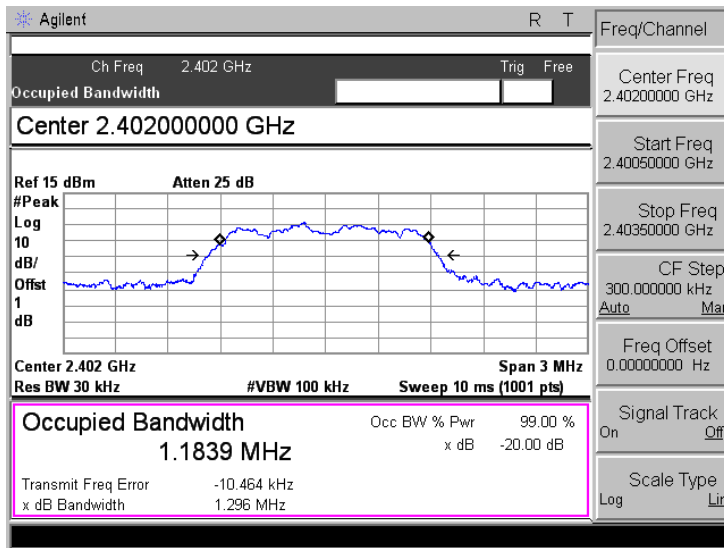 Agilent
R T
Ch Freq 2.402 GHz Trig Free
Occupied Bandwidth
Center 2.402000000 GHz
Ref 15 dBm Atten 25 dB
#Peak
Log
10
dB/
Offst
1
dB
Center 2.402 GHz Span 3 MHz
Res BW 30 kHz #VBW 100 kHz Sweep 10 ms (1001 pts)
Occupied Bandwidth Occ BW % Pwr 99.00 %
1.1839 MHz x dB -20.00 dB
Transmit Freq Error -10.464 kHz
x dB Bandwidth 1.296 MHz
Freq/Channel
Center Freq
2.40200000 GHz
Start Freq
2.40050000 GHz
Stop Freq
2.40350000 GHz
CF Step
300.000000 kHz
Auto Man
Freq Offset
0.00000000 Hz
Signal Track
On Off
Scale Type
Log Lin